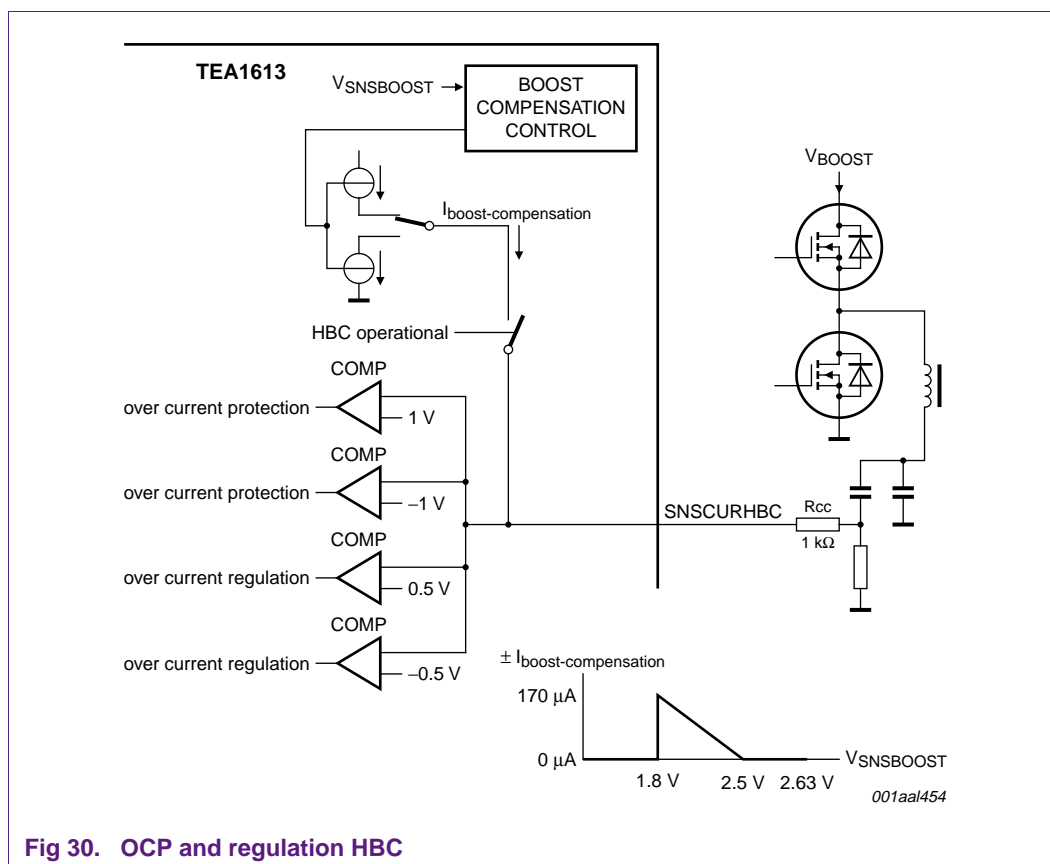 TEA1613
VSNSBOOST
BOOST
COMPENSATION
CONTROL
VBOOST
Iboost-compensation
HBC operational
COMP
over current protection
1 V
COMP
over current protection
−1 V
SNSCURHBC
Rcc
1 kΩ
COMP
over current regulation
0.5 V
COMP
over current regulation
−0.5 V
± Iboost-compensation
170 μA
0 μA
VSNSBOOST
1.8 V
2.5 V
2.63 V
001aal454
Fig 30. OCP and regulation HBC